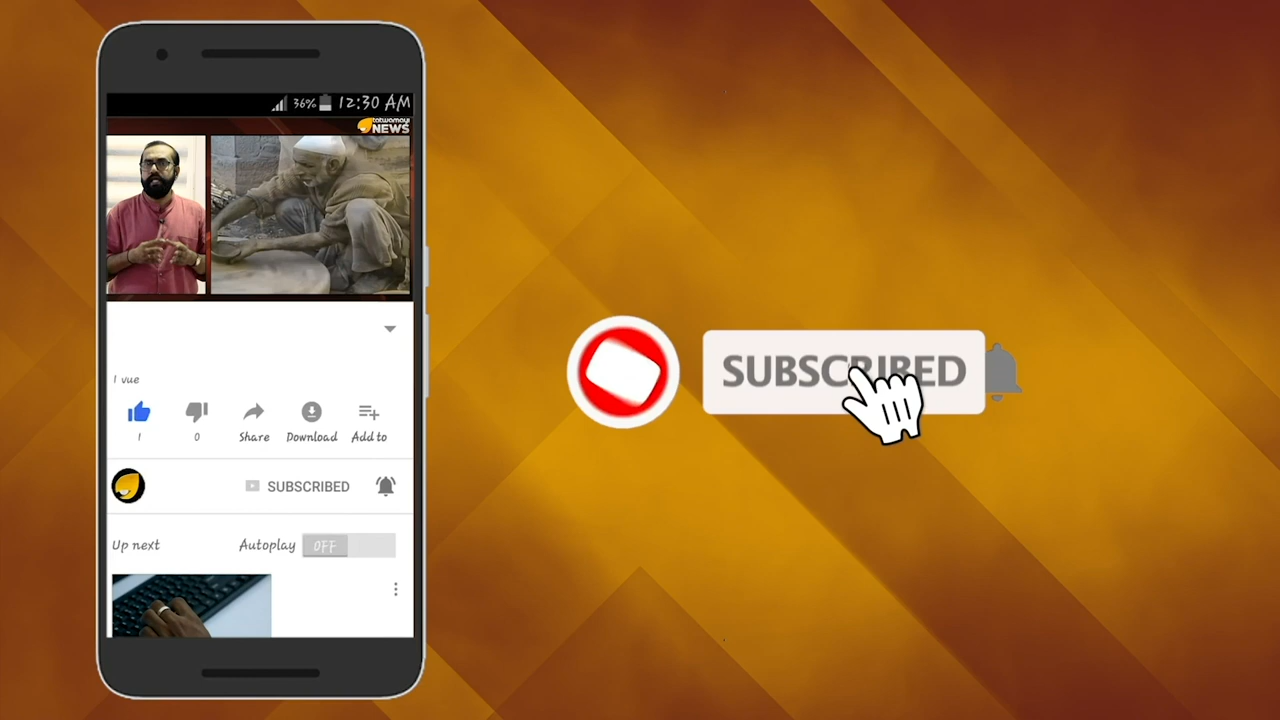 36% 12:30 AM
tatwamayi
NEWS
1 vue
1
0
Share
Download
Add to
SUBSCRIBED
Up next
Autoplay
OFF
SUBSCRIBED